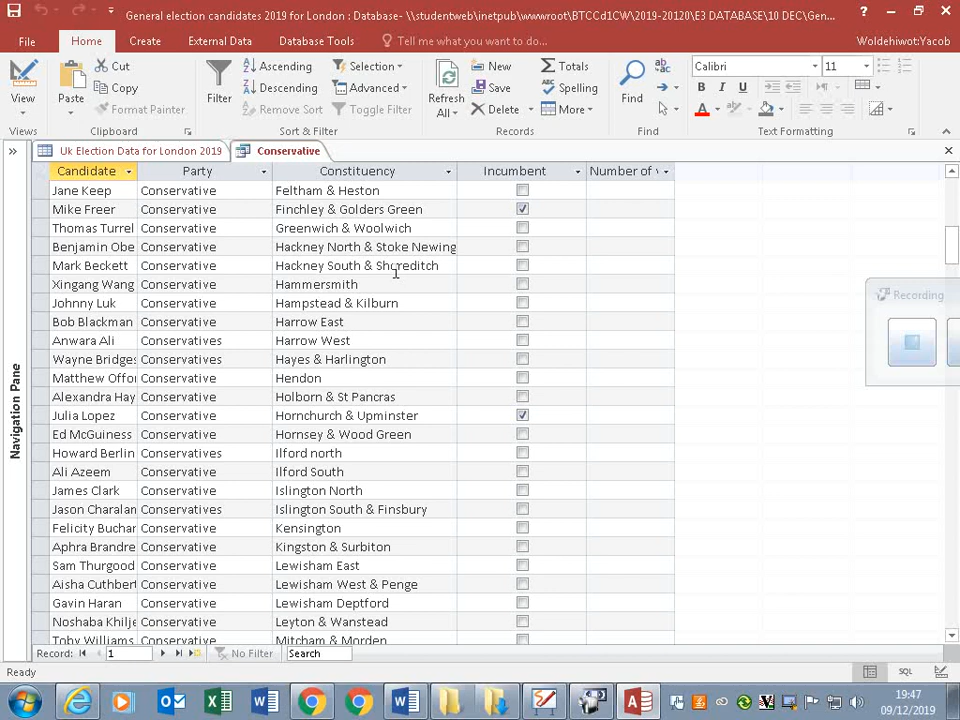 General election candidates 2019 for London : Database- \\studentweb\inetpub\wwwroot\BTCCd1CW\2019-20120\E3 DATABASE\10 DEC\Gen...
File Home Create External Data Database Tools Tell me what you want to do... Woldehiwot:Yacob
View
Views
Paste
Cut
Copy
Format Painter
Clipboard
Filter
Ascending
Descending
Remove Sort
Selection
Advanced
Toggle Filter
Sort & Filter
Refresh
All
New
Save
Delete
Totals
Spelling
More
Records
Find
Find
Calibri 11
B I U
Text Formatting
Uk Election Data for London 2019 Conservative
Candidate Party Constituency Incumbent Number of
Jane Keep Conservative Feltham & Heston
Mike Freer Conservative Finchley & Golders Green
Thomas Turrel Conservative Greenwich & Woolwich
Benjamin Obe Conservative Hackney North & Stoke Newing
Mark Beckett Conservative Hackney South & Shoreditch
Xingang Wang Conservative Hammersmith
Johnny Luk Conservative Hampstead & Kilburn
Bob Blackman Conservative Harrow East
Anwara Ali Conservatives Harrow West
Wayne Bridges Conservative Hayes & Harlington
Matthew Offor Conservative Hendon
Alexandra Hay Conservative Holborn & St Pancras
Julia Lopez Conservative Hornchurch & Upminster
Ed McGuiness Conservative Hornsey & Wood Green
Howard Berlin Conservatives Ilford north
Ali Azeem Conservative Ilford South
James Clark Conservative Islington North
Jason Charalan Conservatives Islington South & Finsbury
Felicity Buchar Conservative Kensington
Aphra Brandre Conservative Kingston & Surbiton
Sam Thurgood Conservative Lewisham East
Aisha Cuthbert Conservative Lewisham West & Penge
Gavin Haran Conservative Lewisham Deptford
Noshaba Khilje Conservative Leyton & Wanstead
Toby Williams Conservative Mitcham & Morden
Navigation Pane
Recording
Record: 1 No Filter Search
Ready SQL
19:47
09/12/2019